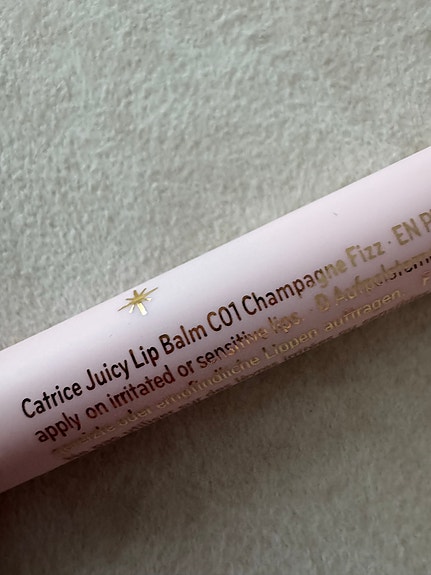 Catrice Juicy Lip Balm C01 Champagne Fizz · EN
apply on irritated or sensitive lips.
oder empfindliche Lippen auftragen.